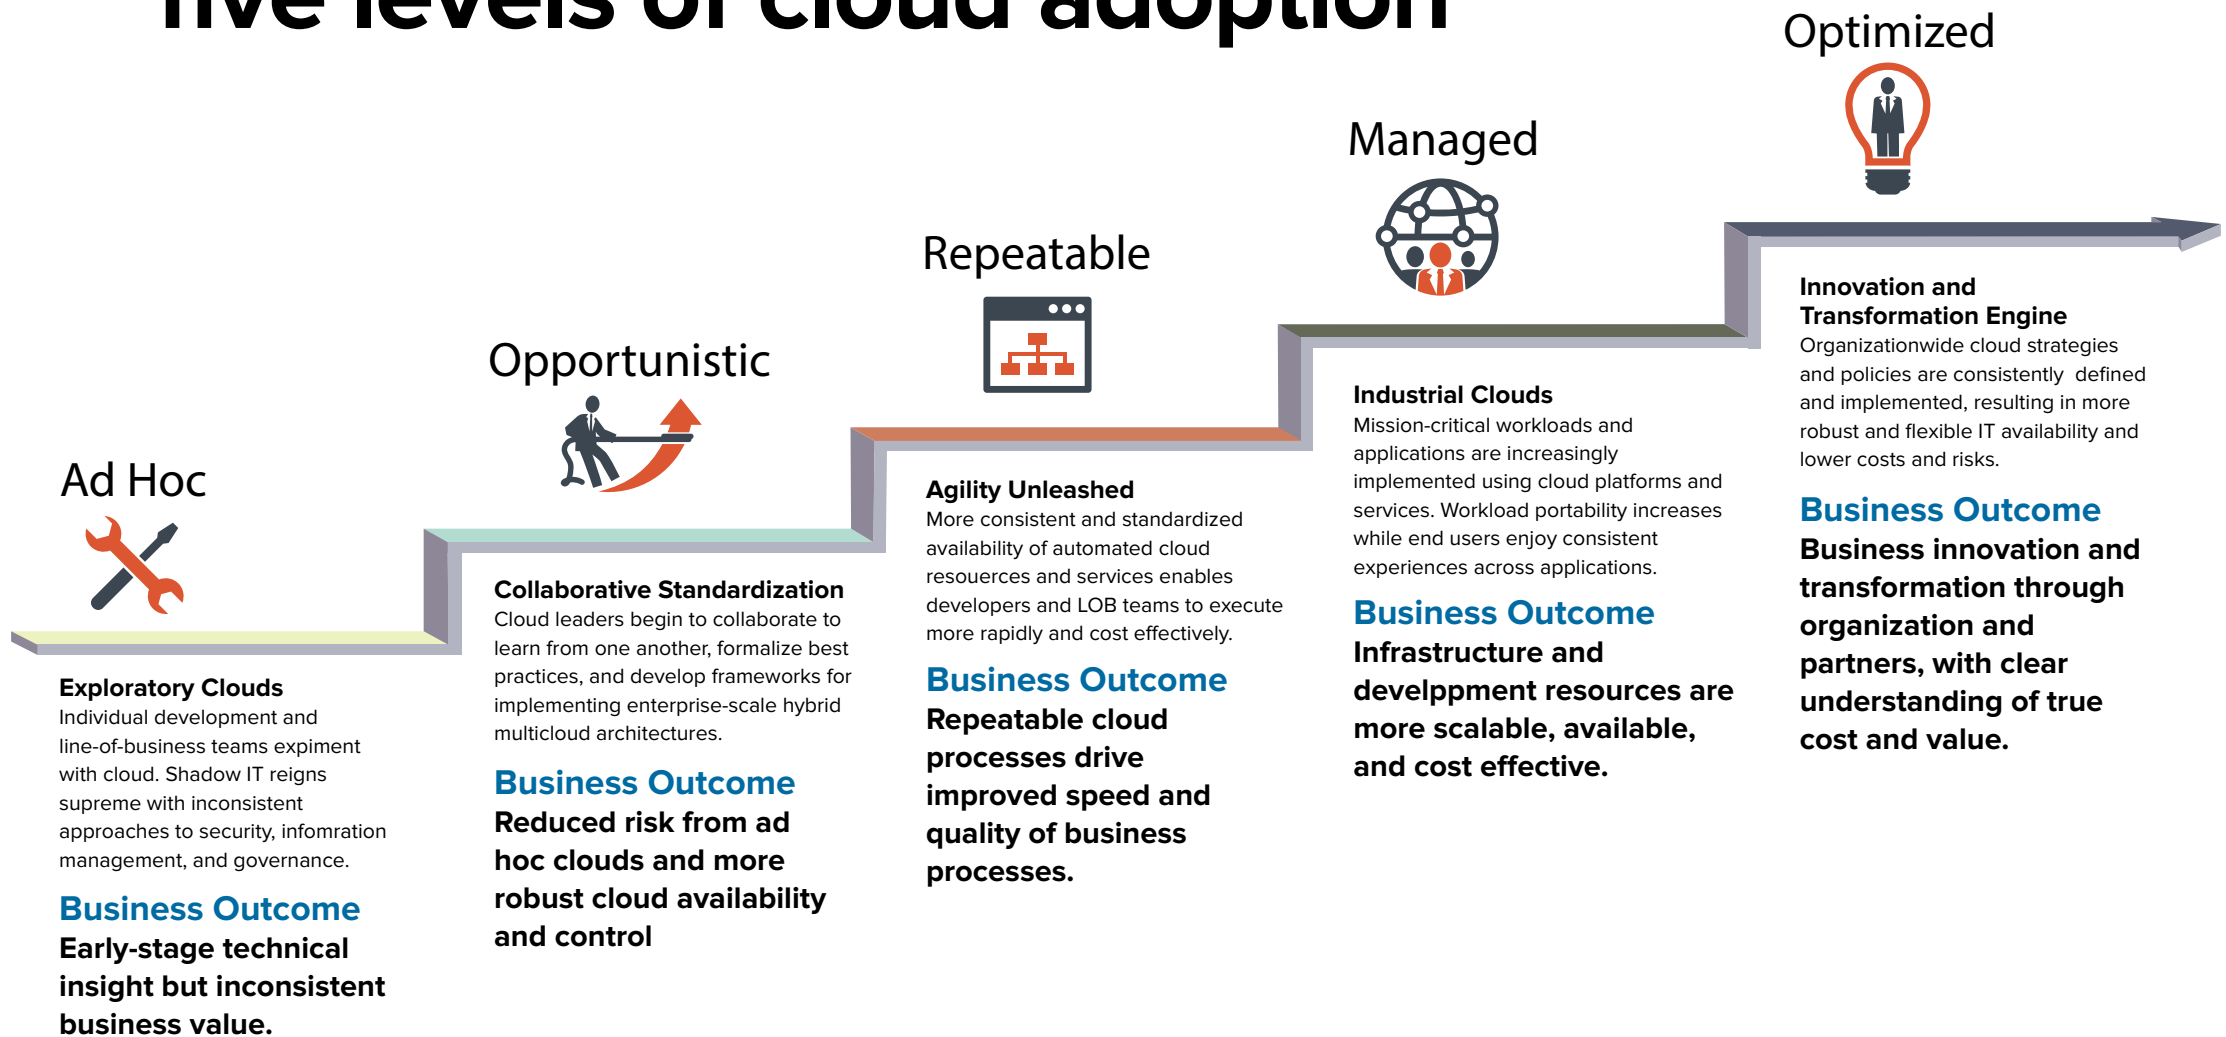 five levels of cloud adoption
Ad Hoc
Exploratory Clouds
Individual development and
line-of-business teams expiment
with cloud. Shadow IT reigns
supreme with inconsistent
approaches to security, infomration
management, and governance.
Business Outcome
Early-stage technical
insight but inconsistent
business value.
Opportunistic
Collaborative Standardization
Cloud leaders begin to collaborate to
learn from one another, formalize best
practices, and develop frameworks for
implementing enterprise-scale hybrid
multicloud architectures.
Business Outcome
Reduced risk from ad
hoc clouds and more
robust cloud availability
and control
Repeatable
Agility Unleashed
More consistent and standardized
availability of automated cloud
resouerces and services enables
developers and LOB teams to execute
more rapidly and cost effectively.
Business Outcome
Repeatable cloud
processes drive
improved speed and
quality of business
processes.
Managed
Industrial Clouds
Mission-critical workloads and
applications are increasingly
implemented using cloud platforms and
services. Workload portability increases
while end users enjoy consistent
experiences across applications.
Business Outcome
Infrastructure and
develppment resources are
more scalable, available,
and cost effective.
Optimized
Innovation and
Transformation Engine
Organizationwide cloud strategies
and policies are consistently defined
and implemented, resulting in more
robust and flexible IT availability and
lower costs and risks.
Business Outcome
Business innovation and
transformation through
organization and
partners, with clear
understanding of true
cost and value.